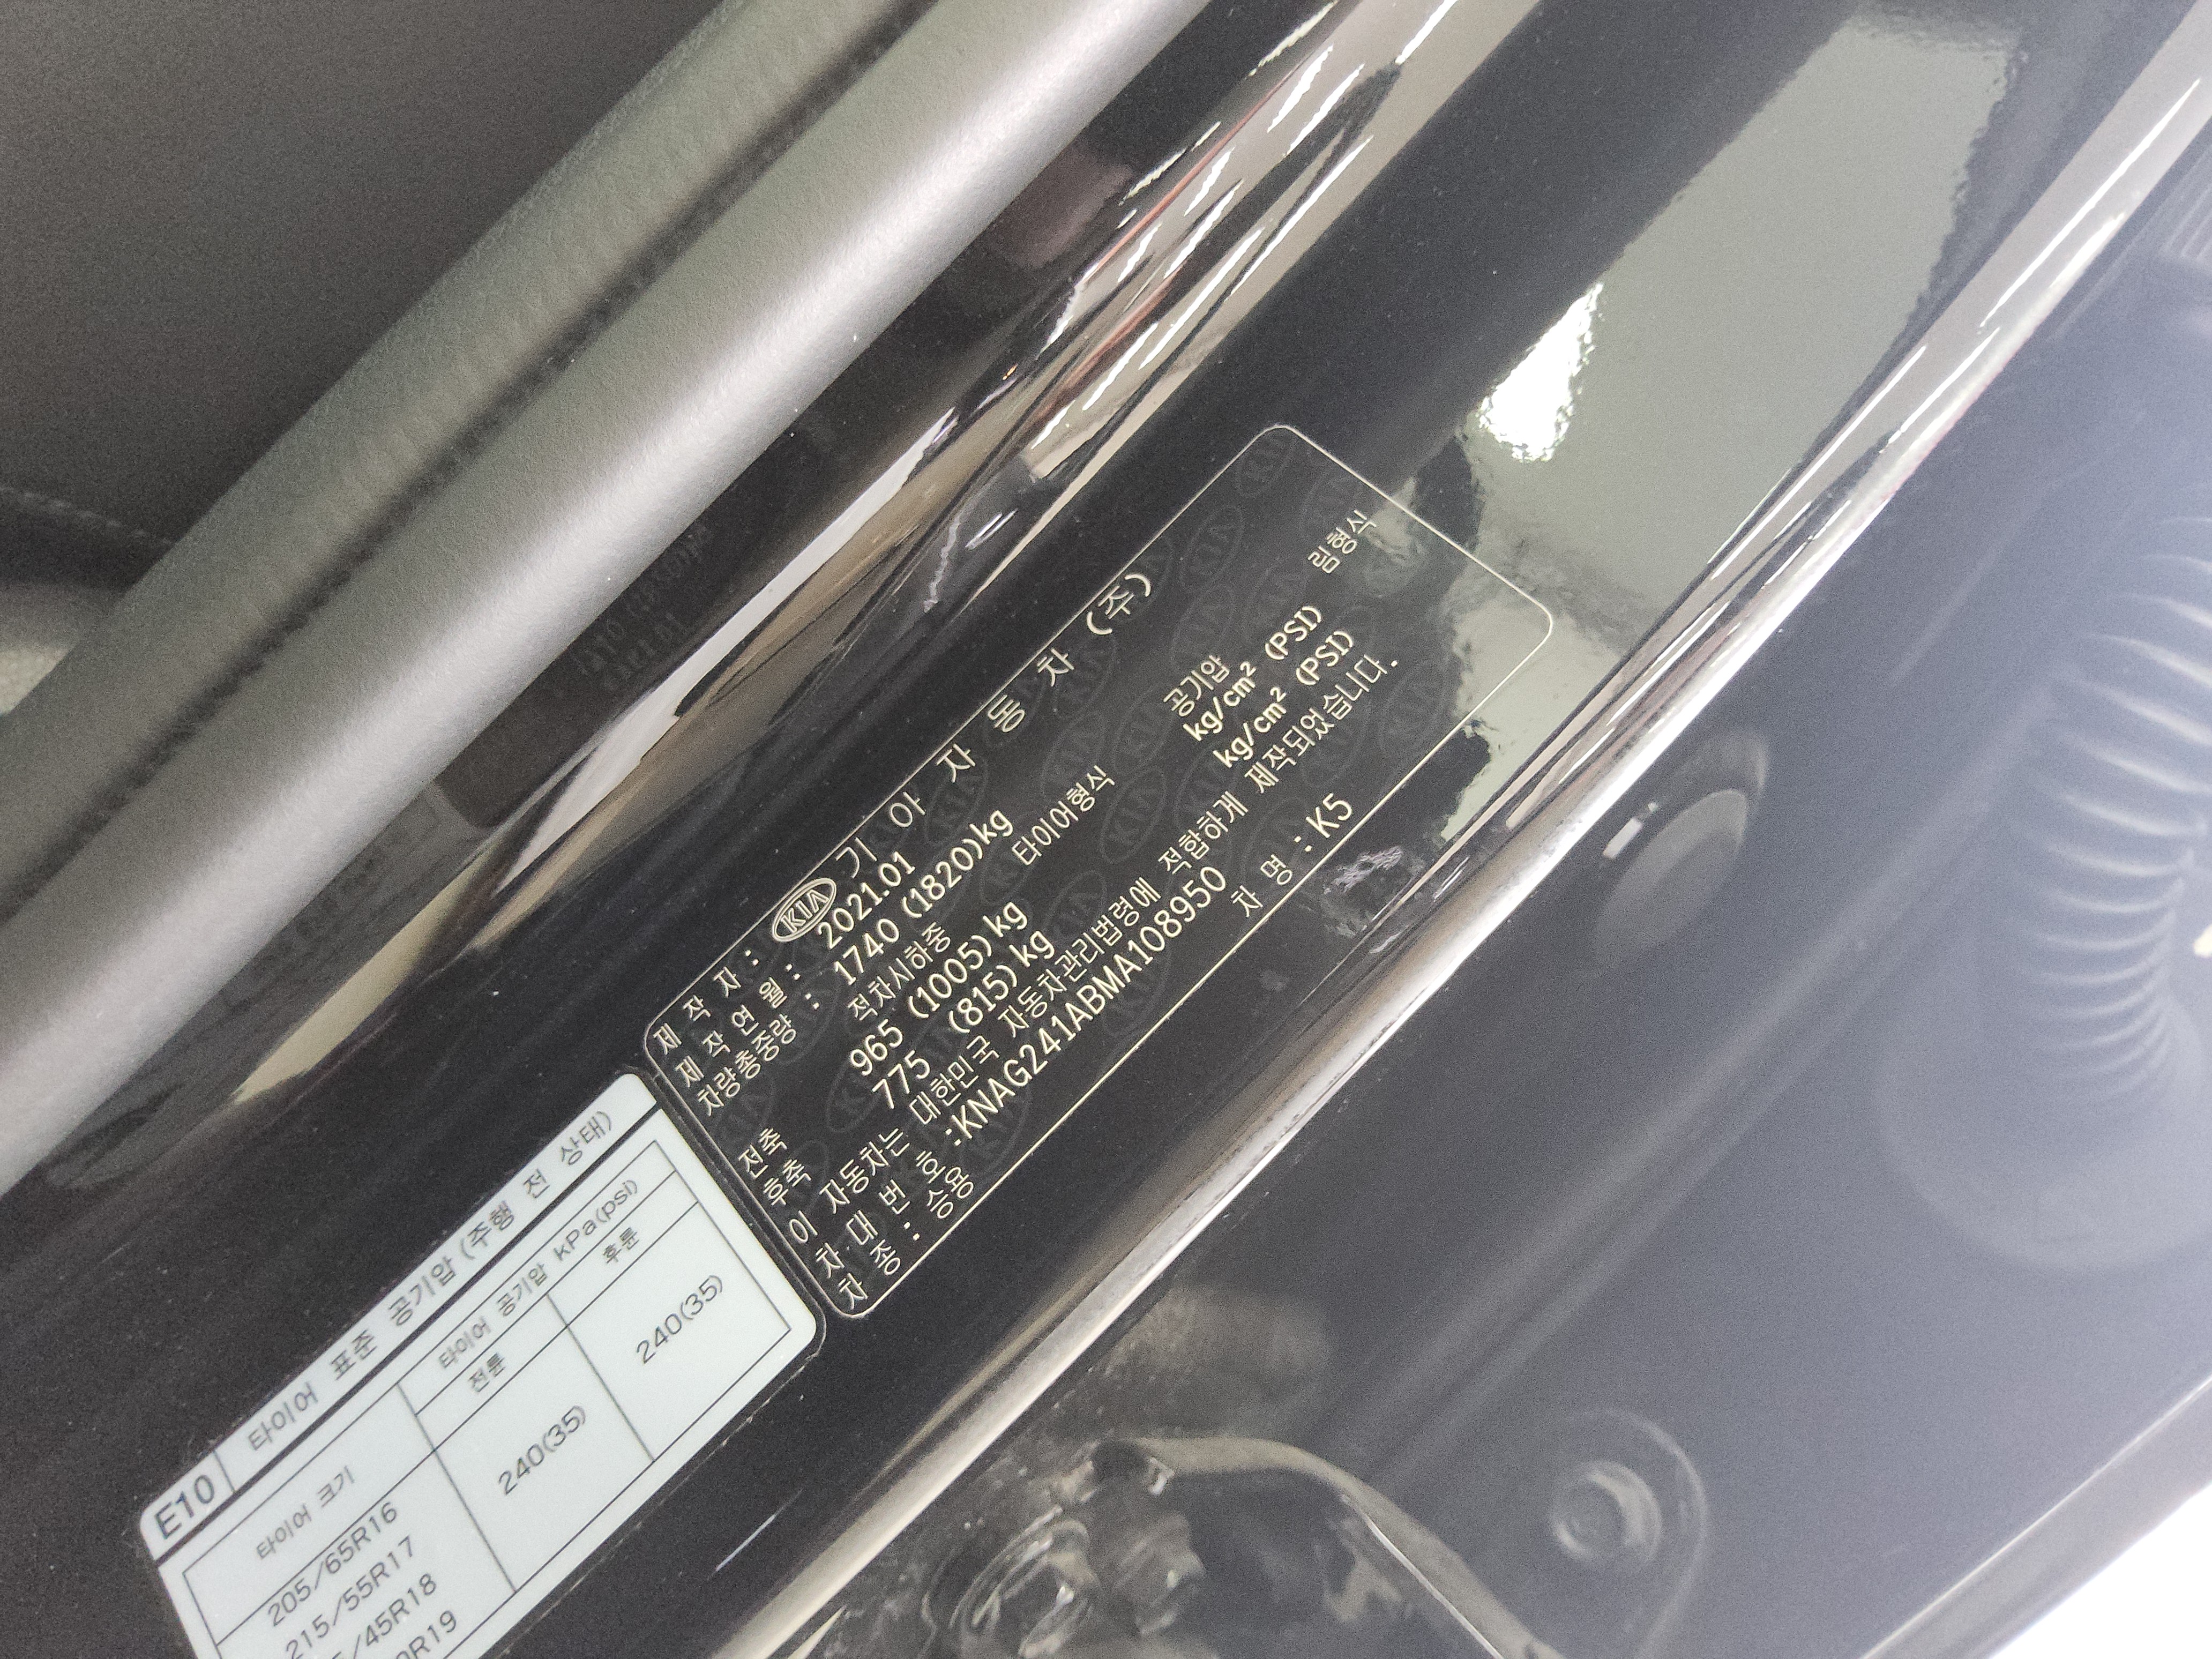 제 작 자 : KIA 기 아 자 동 차 (주)
제 작 연 월 : 2021.01
차량총중량 : 1740 (1820)kg
적차시하중 타이어형식 공기압 림형식
전축 965 (1005) kg kg/cm² (PSI)
후축 775 (815) kg kg/cm² (PSI)
이 자동차는 대한민국 자동차관리법령에 적합하게 제작되었습니다.
차 대 번 호 :KNAG241ABMA108950
차 종 : 승용 차 명 : K5
E10 타이어 표준 공기압 (주행 전 상태)
타이어 크기 타이어 공기압 kPa(psi)
전륜 후륜
205/65R16
215/55R17
/45R18
R19
240(35) 240(35)